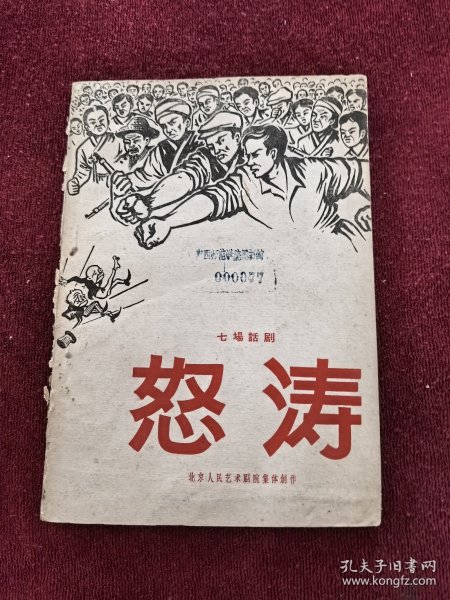 000077
七場話剧
怒涛
北京人民艺术剧院集体創作
孔夫子旧书网
www.kongfz.com